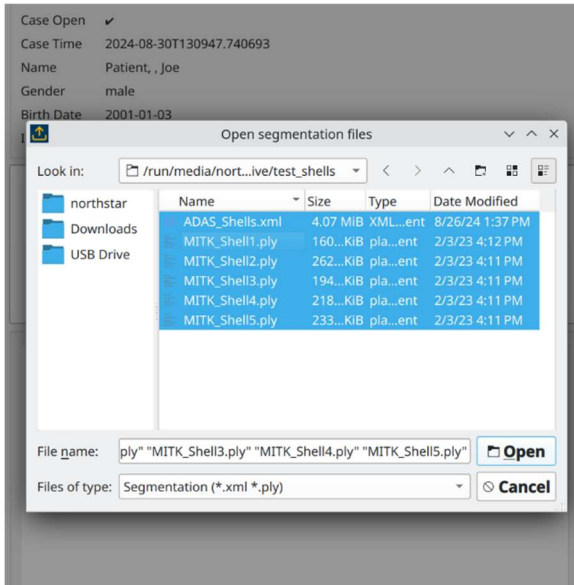 Case Open ✔
Case Time 2024-08-30T130947.740693
Name Patient, , Joe
Gender male
Birth Date 2001-01-03
Open segmentation files
Look in: /run/media/nort...ive/test_shells
northstar
Downloads
USB Drive
Name Size Type Date Modified
ADAS_Shells.xml 4.07 MiB XML...ent 8/26/24 1:37 PM
MITK_Shell1.ply 160...KiB pla...ent 2/3/23 4:12 PM
MITK_Shell2.ply 262...KiB pla...ent 2/3/23 4:11 PM
MITK_Shell3.ply 194...KiB pla...ent 2/3/23 4:11 PM
MITK_Shell4.ply 218...KiB pla...ent 2/3/23 4:11 PM
MITK_Shell5.ply 233...KiB pla...ent 2/3/23 4:11 PM
File name: ply" "MITK_Shell3.ply" "MITK_Shell4.ply" "MITK_Shell5.ply" Open
Files of type: Segmentation (*.xml *.ply) Cancel